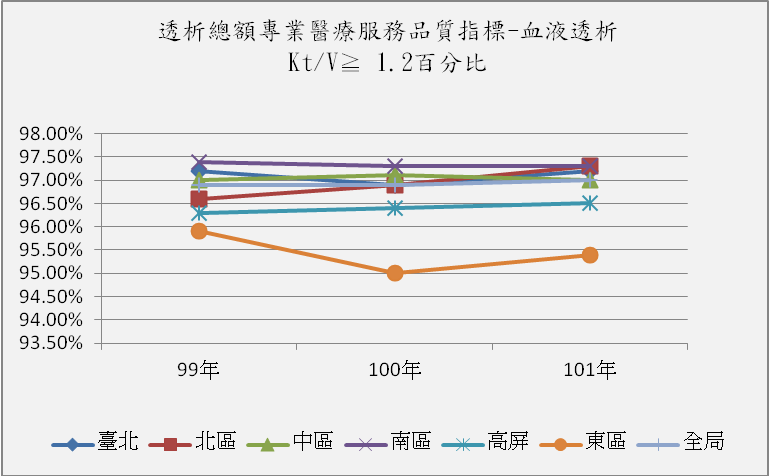 透析總額專業醫療服務品質指標-血液透析
Kt/V≧ 1.2百分比
98.00%
97.50%
97.00%
96.50%
96.00%
95.50%
95.00%
94.50%
94.00%
93.50%
99年 100年 101年
臺北 北區 中區 南區 高屏 東區 全局